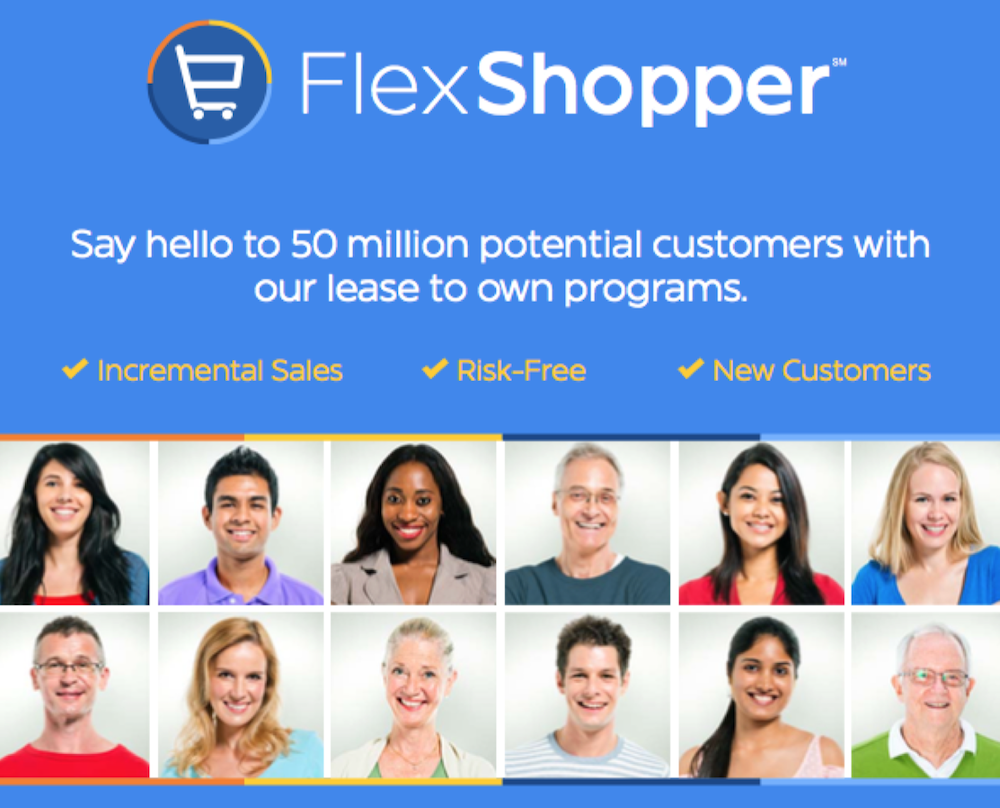 FlexShopper℠
Say hello to 50 million potential customers with
our lease to own programs.
✓ Incremental Sales ✓ Risk-Free ✓ New Customers